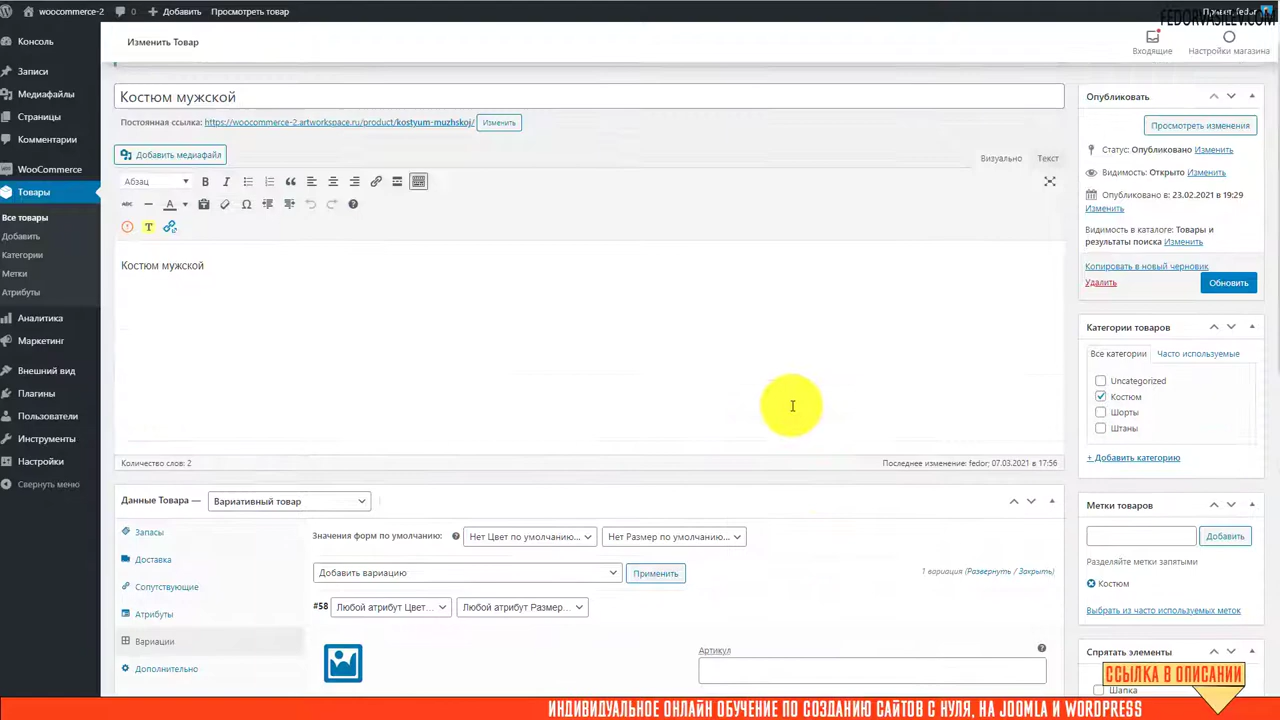 woocommerce-2
0
Добавить
Просмотреть товар
FEDORVASILEV.COM
Консоль
Записи
Медиафайлы
Страницы
Комментарии
WooCommerce
Товары
Все товары
Добавить
Категории
Метки
Атрибуты
Аналитика
Маркетинг
Внешний вид
Плагины
Пользователи
Инструменты
Настройки
Свернуть меню
Изменить Товар
Входящие
Настройки магазина
Костюм мужской
Постоянная ссылка: https://woocommerce-2.artworkspace.ru/product/kostyum-muzhskoj/ Изменить
Добавить медиафайл
Визуально
Текст
Абзац
Костюм мужской
Количество слов: 2
Последнее изменение: fedor; 07.03.2021 в 17:56
Данные Товара — Вариативный товар
Запасы
Доставка
Сопутствующие
Атрибуты
Вариации
Дополнительно
Значения форм по умолчанию: Нет Цвет по умолчанию... Нет Размер по умолчанию...
Добавить вариацию Применить
1 вариация (Развернуть / Закрыть)
#58 Любой атрибут Цвет... Любой атрибут Размер...
Артикул
Опубликовать
Просмотреть изменения
Статус: Опубликовано Изменить
Видимость: Открыто Изменить
Опубликовано в: 23.02.2021 в 19:29
Изменить
Видимость в каталоге: Товары и
результаты поиска Изменить
Копировать в новый черновик
Удалить
Обновить
Категории товаров
Все категории
Часто используемые
Uncategorized
Костюм
Шорты
Штаны
+ Добавить категорию
Метки товаров
Добавить
Разделяйте метки запятыми
Костюм
Выбрать из часто используемых меток
Спрятать элементы
Шапка
ССЫЛКА В ОПИСАНИИ
ИНДИВИДУАЛЬНОЕ ОНЛАЙН ОБУЧЕНИЕ ПО СОЗДАНИЮ САЙТОВ С НУЛЯ, НА JOOMLA И WORDPRESS